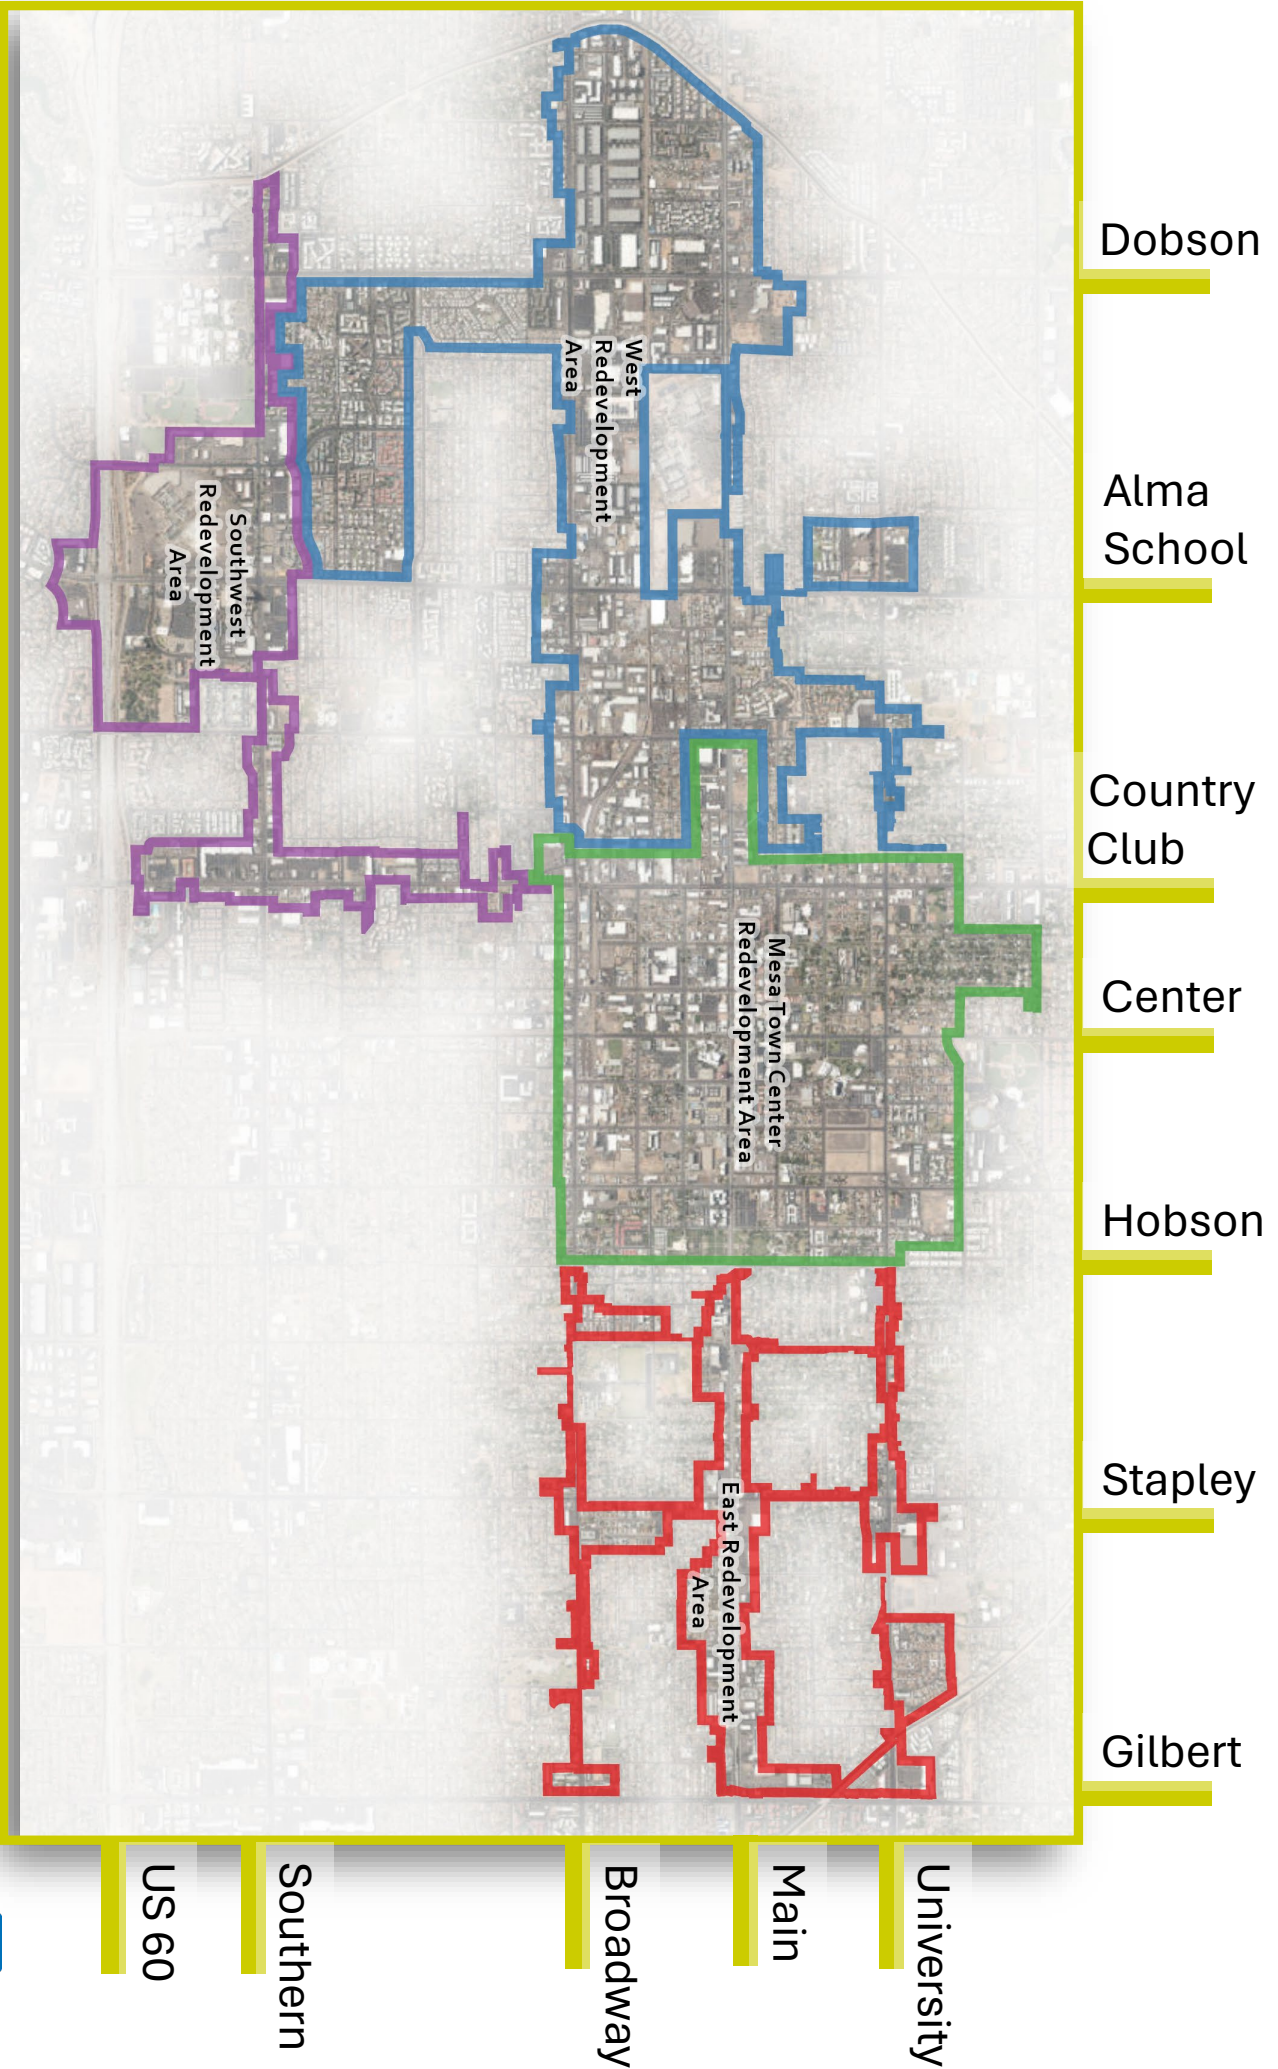 Dobson
Alma
School
Country
Club
Center
Hobson
Stapley
Gilbert
West
Redevelopment
Area
Southwest
Redevelopment
Area
Mesa Town Center
Redevelopment Area
East Redevelopment
Area
University
Main
Broadway
Southern
US 60